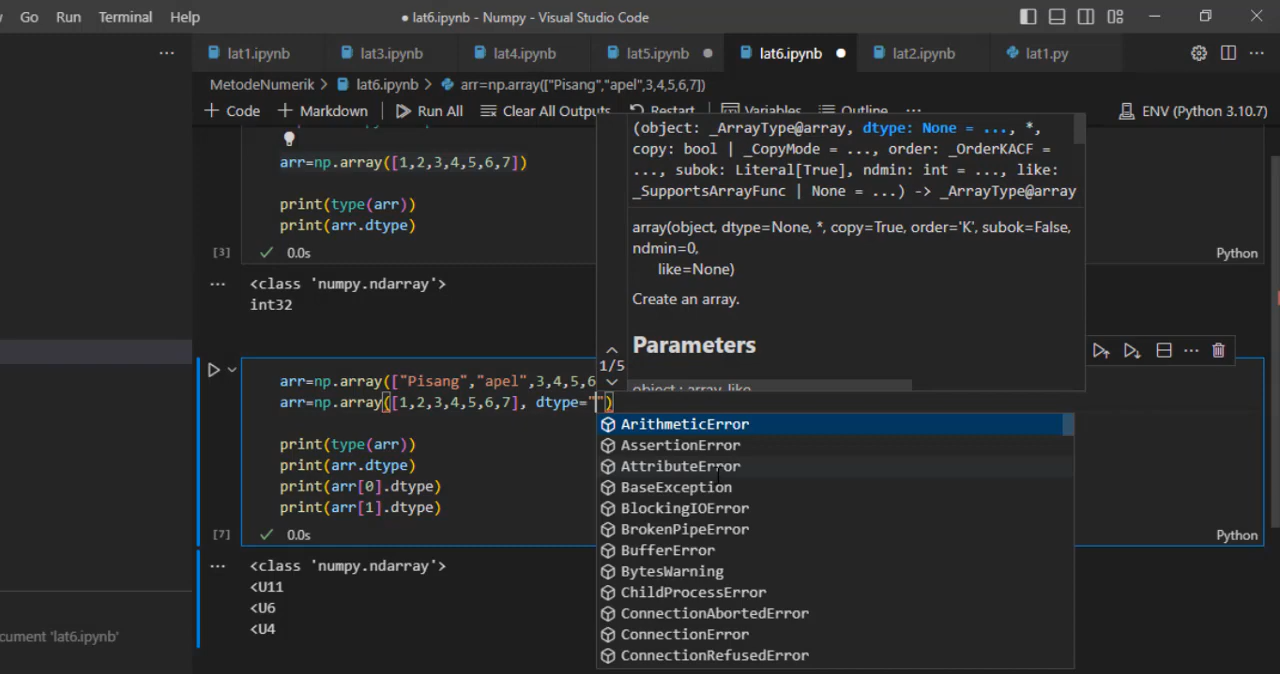 Go Run Terminal Help
● lat6.ipynb - Numpy - Visual Studio Code
lat1.ipynb lat3.ipynb lat4.ipynb lat5.ipynb ● lat6.ipynb ● lat2.ipynb lat1.py
MetodeNumerik > lat6.ipynb > arr=np.array(["Pisang","apel",3,4,5,6,7])
+ Code + Markdown Run All Clear All Outputs Restart Variables Outline ... ENV (Python 3.10.7)
arr=np.array([1,2,3,4,5,6,7])
print(type(arr))
print(arr.dtype)
[3] 0.0s
Python
... <class 'numpy.ndarray'>
int32
(object: _ArrayType@array, dtype: None = ..., *,
copy: bool | _CopyMode = ..., order: _OrderKACF =
..., subok: Literal[True], ndmin: int = ..., like:
_SupportsArrayFunc | None = ...) -> _ArrayType@array
array(object, dtype=None, *, copy=True, order='K', subok=False,
ndmin=0,
like=None)
Create an array.
Parameters
1/5
object : array_like
arr=np.array(["Pisang","apel",3,4,5,6
arr=np.array([1,2,3,4,5,6,7], dtype="")
print(type(arr))
print(arr.dtype)
print(arr[0].dtype)
print(arr[1].dtype)
[7] 0.0s
Python
ArithmeticError
AssertionError
AttributeError
BaseException
BlockingIOError
BrokenPipeError
BufferError
BytesWarning
ChildProcessError
ConnectionAbortedError
ConnectionError
ConnectionRefusedError
... <class 'numpy.ndarray'>
<U11
<U6
<U4
cument 'lat6.ipynb'